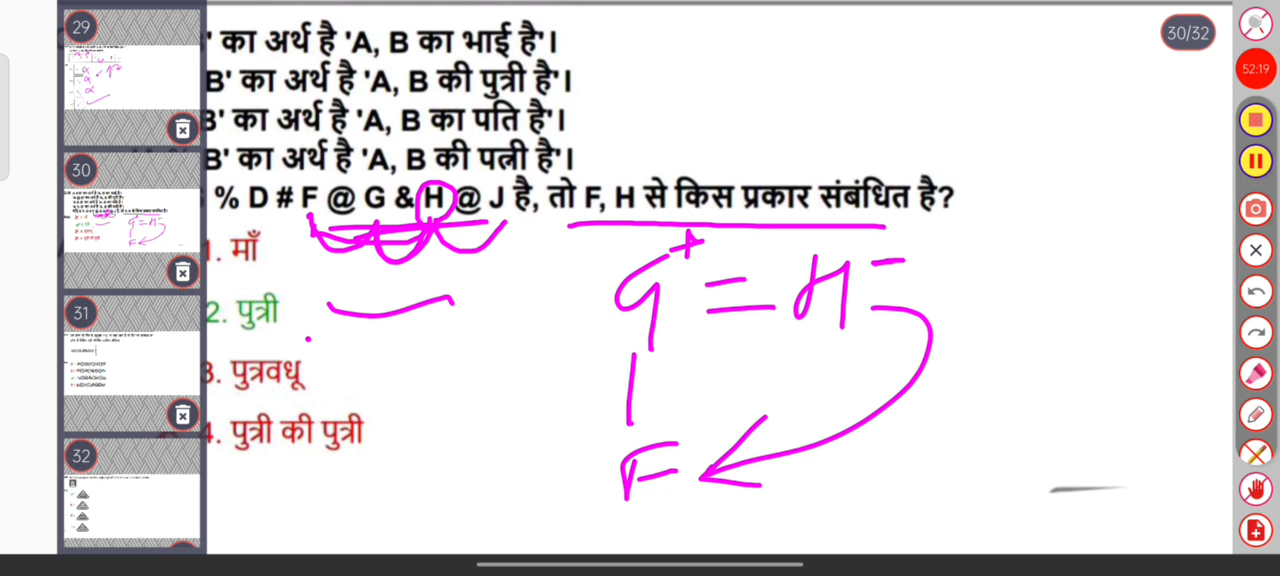 29
30
31
32
30/32
52:19
' का अर्थ है 'A, B का भाई है'।
B' का अर्थ है 'A, B की पुत्री है'।
B' का अर्थ है 'A, B का पति है'।
B' का अर्थ है 'A, B की पत्नी है'।
% D # F @ G & H @ J है, तो F, H से किस प्रकार संबंधित है?
1. माँ
2. पुत्री
3. पुत्रवधू
4. पुत्री की पुत्री
G+ = H-
F